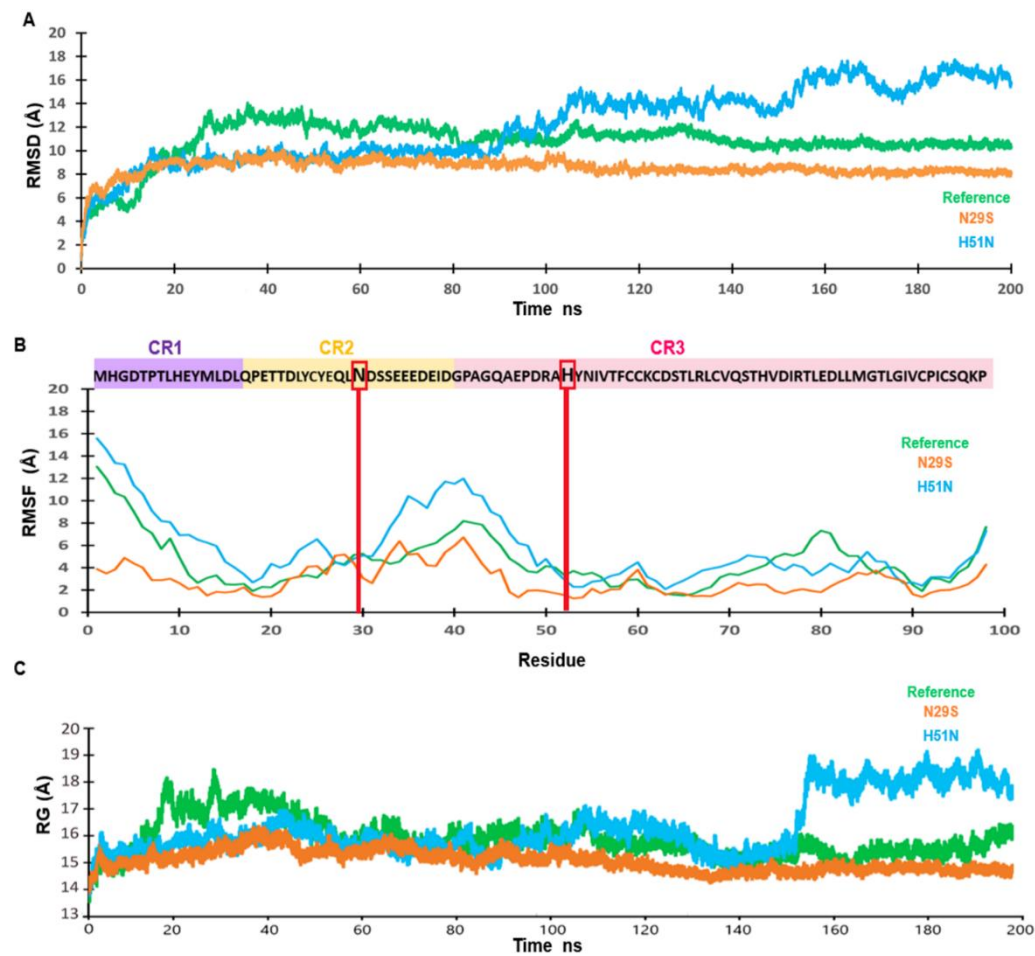 A
RMSD (Å)
20
18
16
14
12
10
8
6
4
2
0
Reference
N29S
H51N
0 20 40 60 80 100 120 140 160 180 200
Time ns
B
CR1 CR2 CR3
MHGDTPTLHEYMLDLQPETTDLYCYEQLNDSSEEEDEIDGPAGQAEPDRAHYNIVTFCCKCDSTLRLCVQSTHVDIRTLEDLLMGTLGIVCPICSQKP
RMSF (Å)
20
18
16
14
12
10
8
6
4
2
0
Reference
N29S
H51N
0 10 20 30 40 50 60 70 80 90 100
Residue
C
RG (Å)
20
19
18
17
16
15
14
13
Reference
N29S
H51N
0 20 40 60 80 100 120 140 160 180 200
Time ns